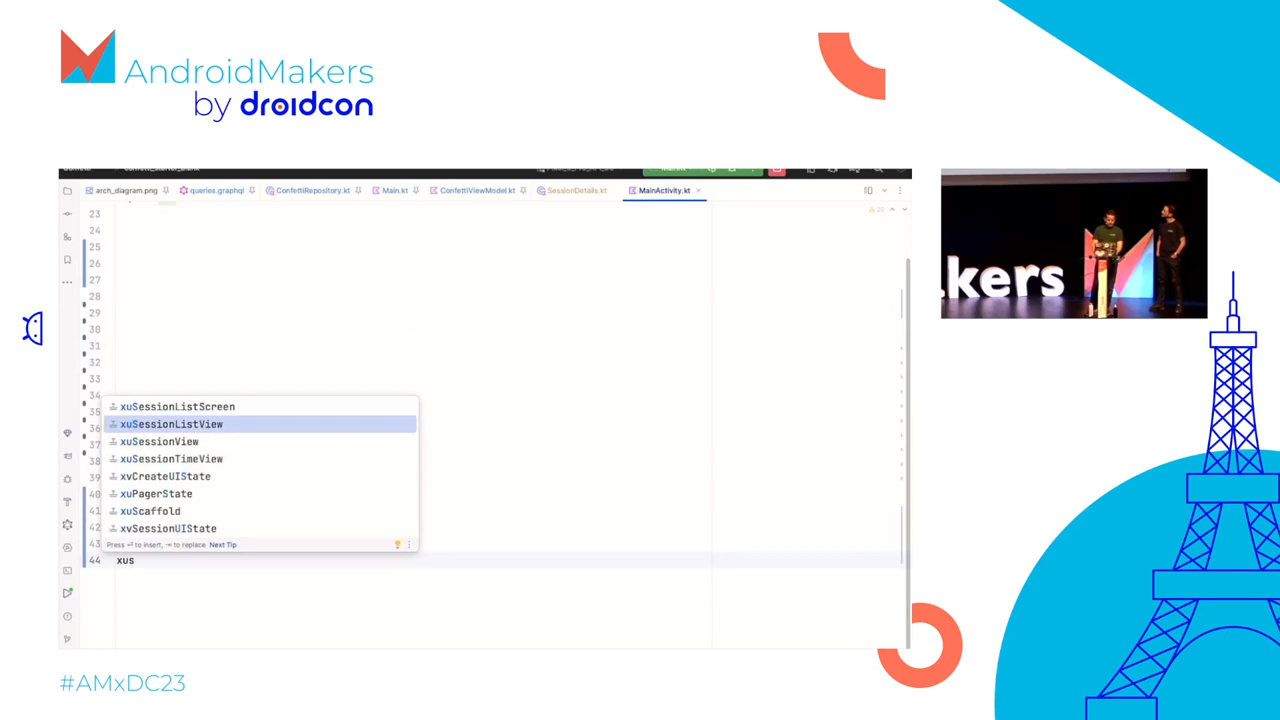 AndroidMakers
by droidcon
arch_diagram.png
queries.graphql
ConfettiRepository.kt
Main.kt
ConfettiViewModel.kt
SessionDetails.kt
MainActivity.kt
23
24
25
26
27
28
29
30
31
32
33
34
35
36
37
38
39
40
41
42
43
44 xus
xuSessionListScreen
xuSessionListView
xuSessionView
xuSessionTimeView
xvCreateUIState
xuPagerState
xuScaffold
xvSessionUIState
Press ⏎ to insert, ⇥ to replace Next Tip
kers
#AMxDC23